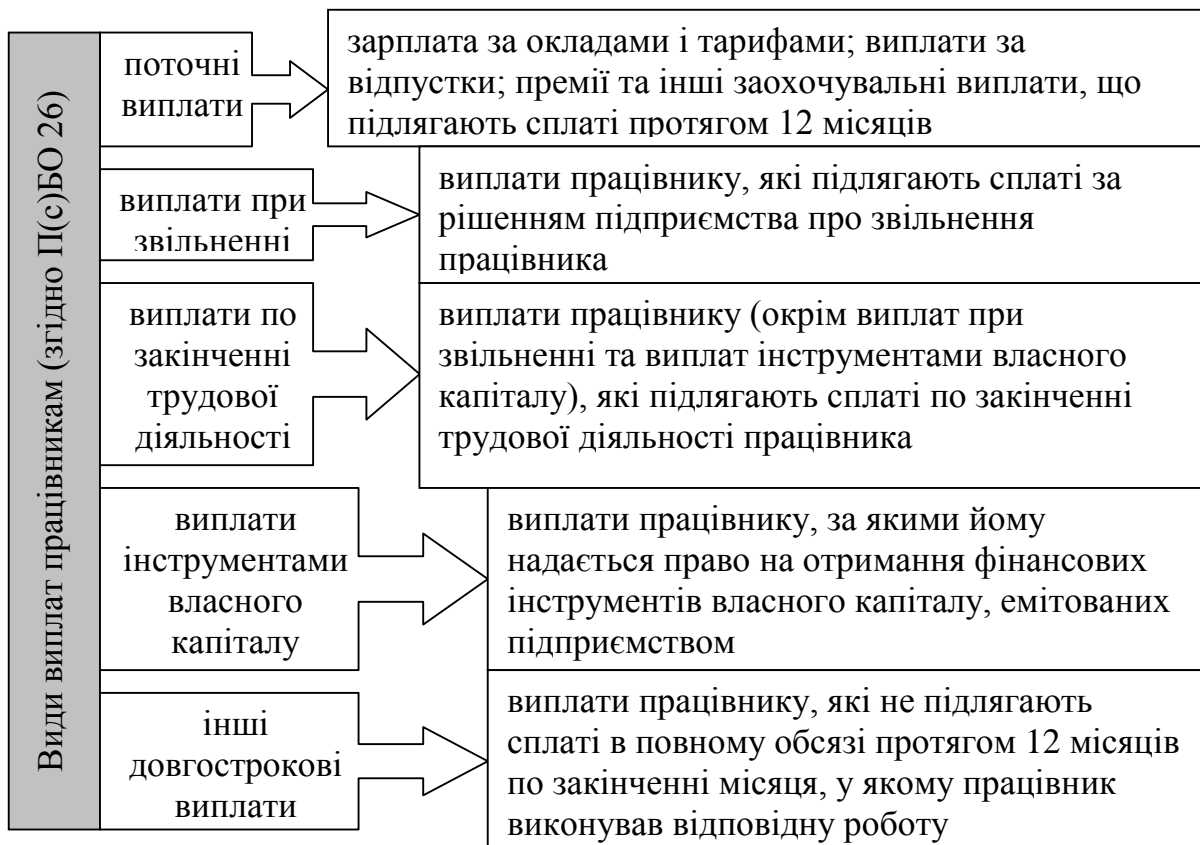 Види виплат працівникам (згідно П(с)БО 26)
поточні
виплати
зарплата за окладами і тарифами; виплати за
відпустки; премії та інші заохочувальні виплати, що
підлягають сплаті протягом 12 місяців
виплати при
звільненні
виплати працівнику, які підлягають сплаті за
рішенням підприємства про звільнення
працівника
виплати по
закінченні
трудової
діяльності
виплати працівнику (окрім виплат при
звільненні та виплат інструментами власного
капіталу), які підлягають сплаті по закінченні
трудової діяльності працівника
виплати
інструментами
власного
капіталу
виплати працівнику, за якими йому
надається право на отримання фінансових
інструментів власного капіталу, емітованих
підприємством
інші
довгострокові
виплати
виплати працівнику, які не підлягають
сплаті в повному обсязі протягом 12 місяців
по закінченні місяця, у якому працівник
виконував відповідну роботу